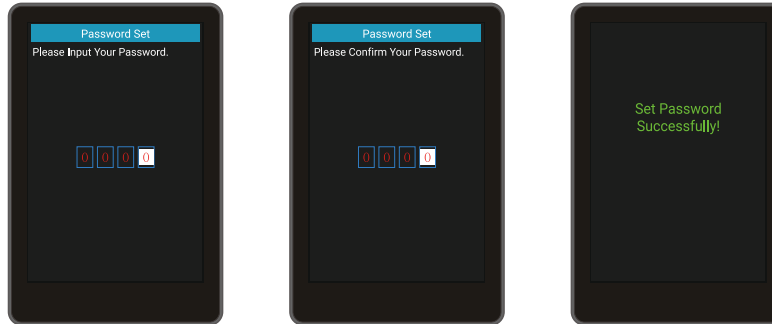 Password Set
Please Input Your Password.
0 0 0 0
Password Set
Please Confirm Your Password.
0 0 0 0
Set Password
Successfully!